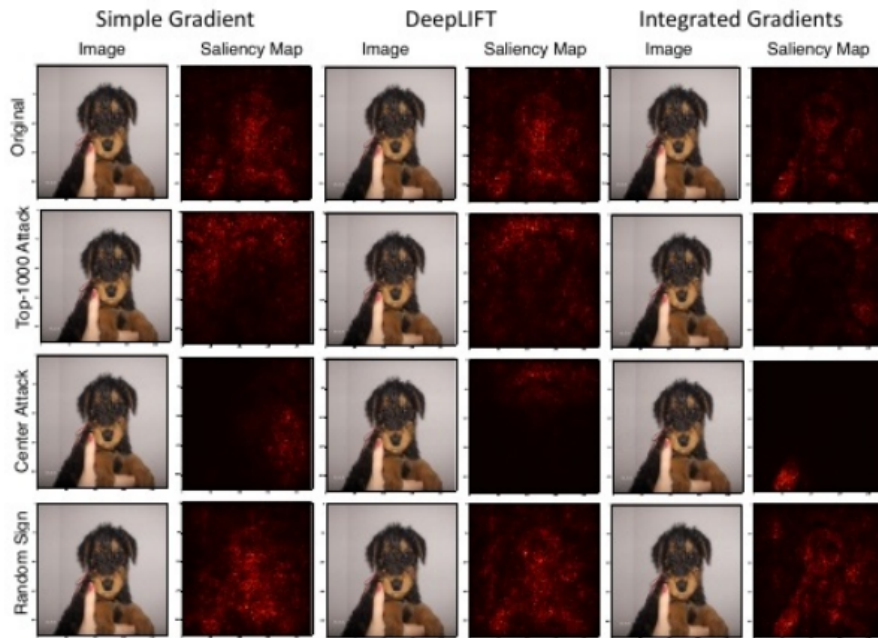 Simple Gradient DeepLIFT Integrated Gradients
Image Saliency Map Image Saliency Map Image Saliency Map
Original
Top-1000 Attack
Center Attack
Random Sign